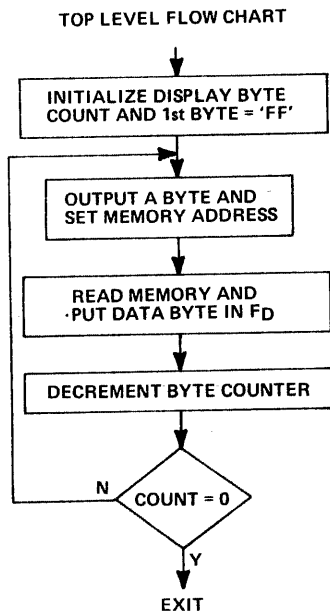 TOP LEVEL FLOW CHART
INITIALIZE DISPLAY BYTE
COUNT AND 1st BYTE = 'FF'
OUTPUT A BYTE AND
SET MEMORY ADDRESS
READ MEMORY AND
PUT DATA BYTE IN FD
DECREMENT BYTE COUNTER
N
COUNT = 0
Y
EXIT